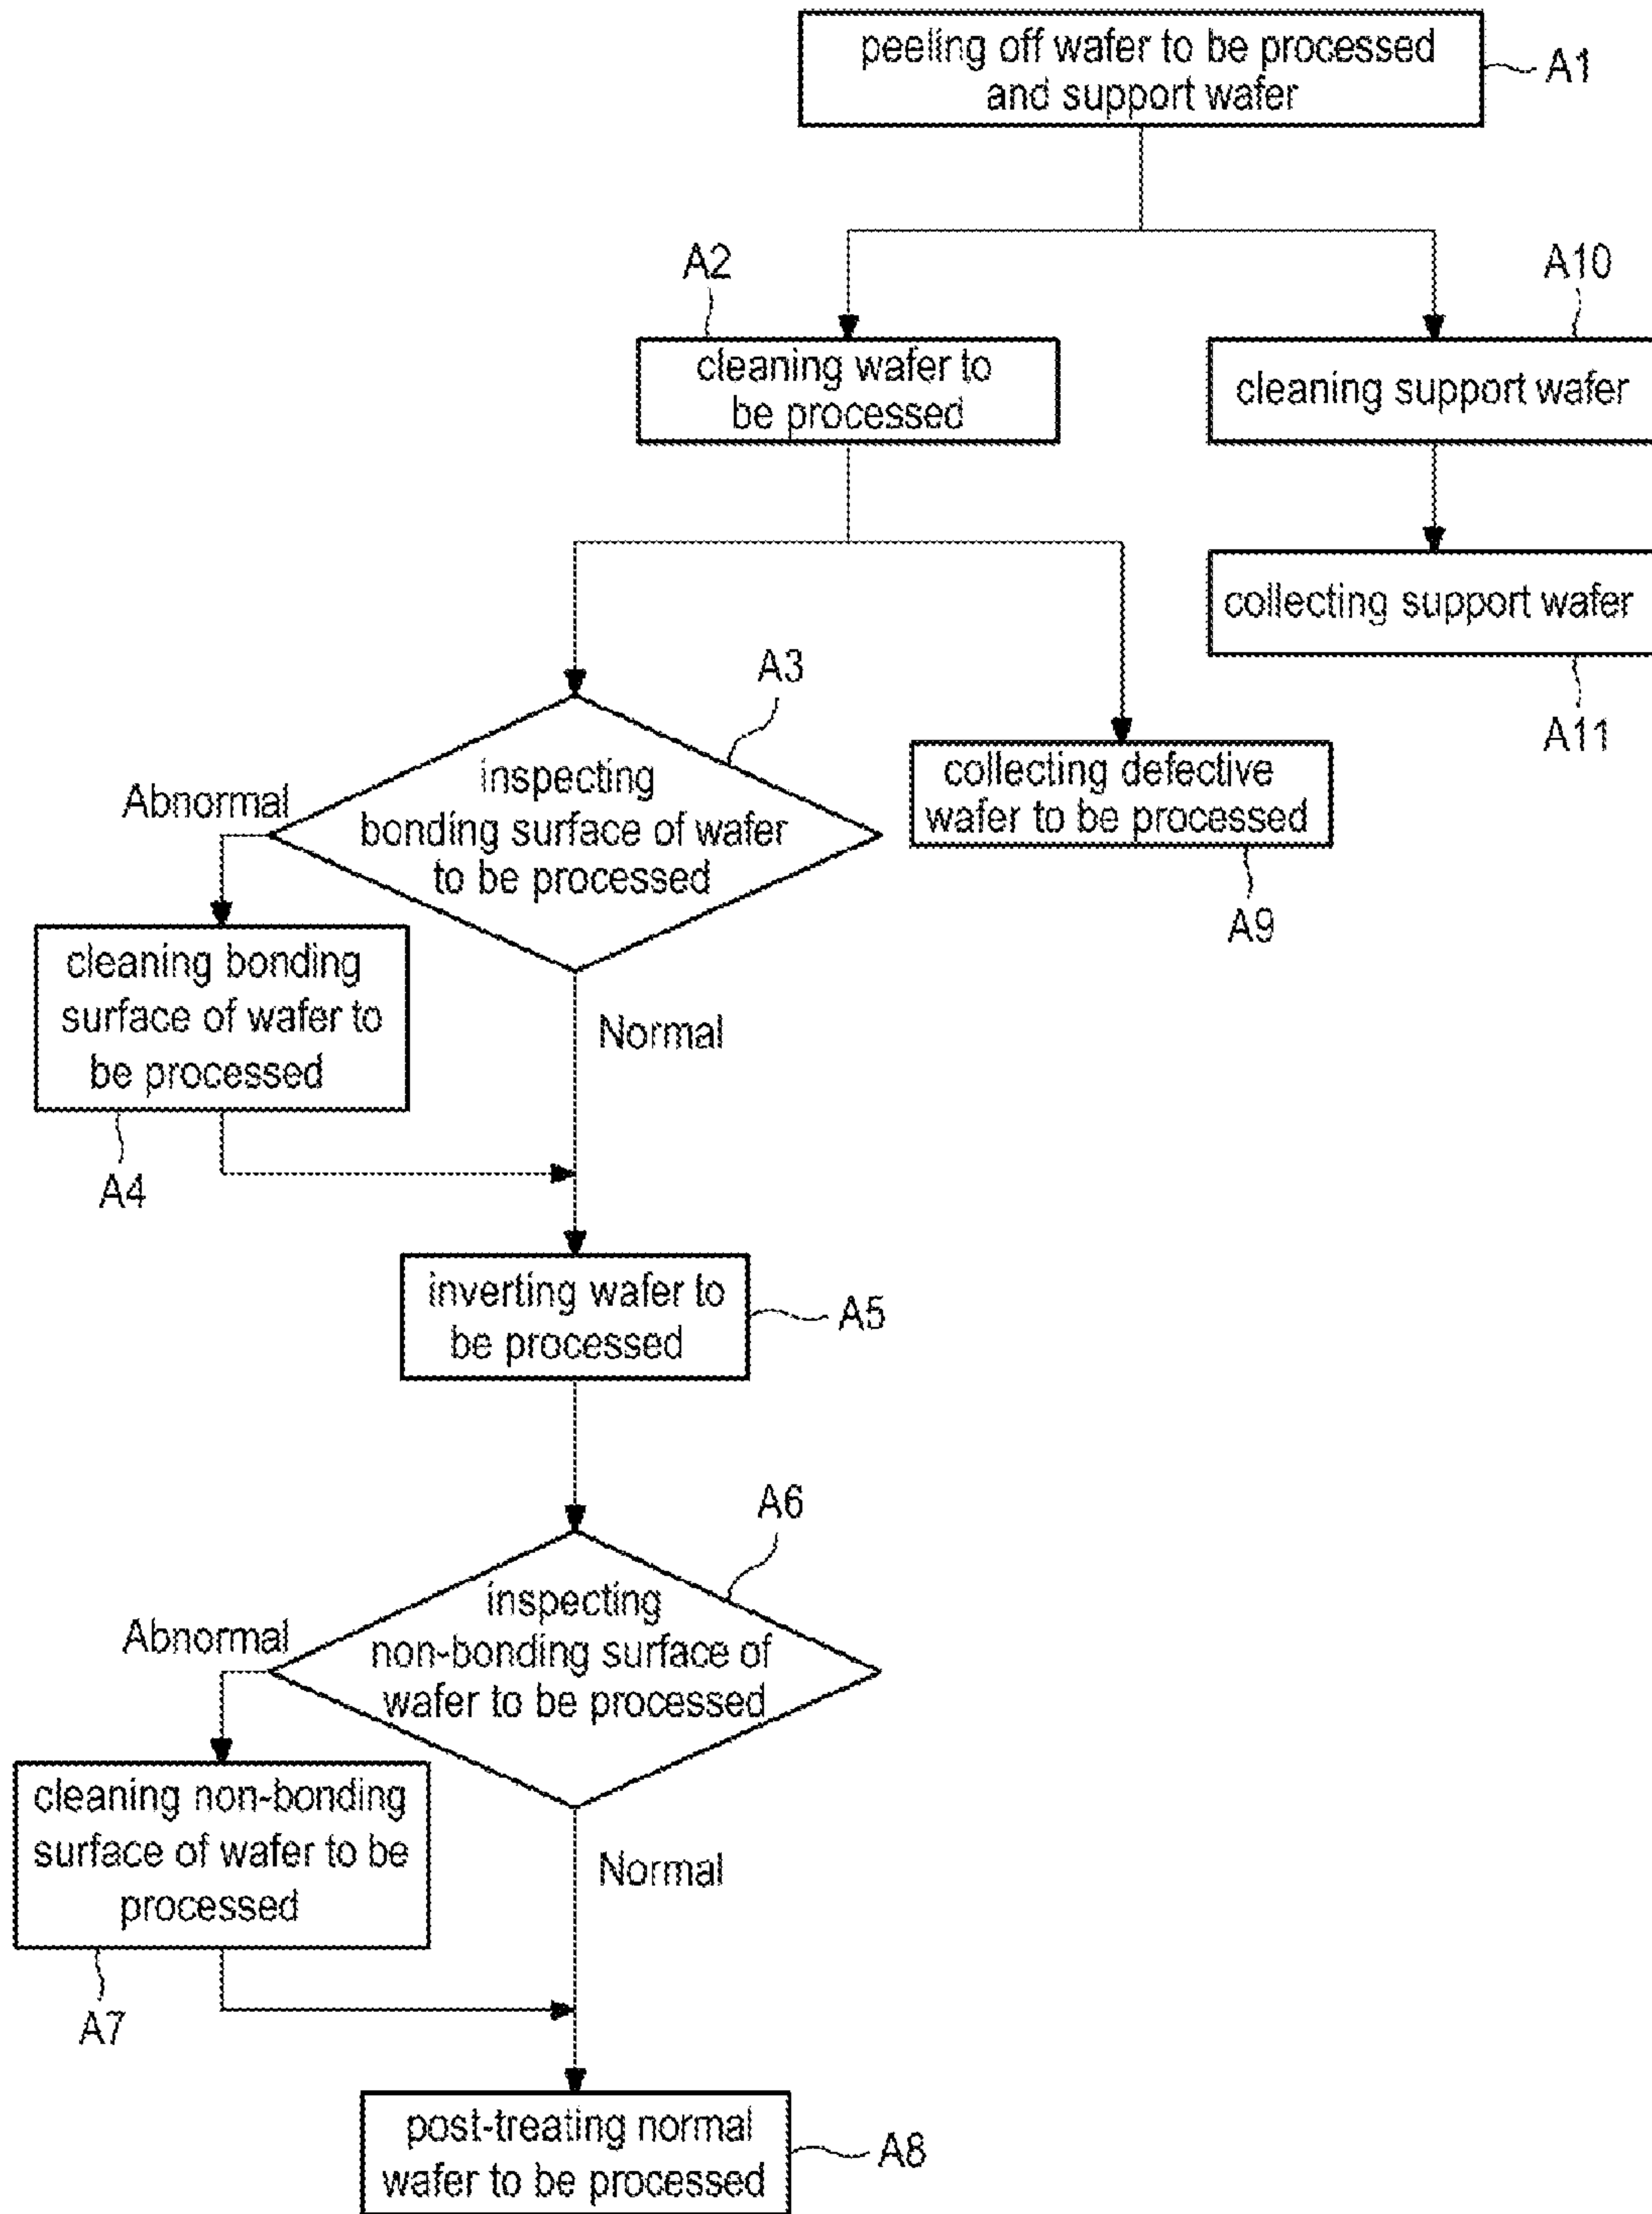 peeling off wafer to be processed
and support wafer
A1
A2
A10
cleaning wafer to
be processed
cleaning support wafer
collecting support wafer
A11
A3
inspecting
bonding surface of wafer
to be processed
Abnormal
collecting defective
wafer to be processed
A9
cleaning bonding
surface of wafer to
be processed
Normal
A4
inverting wafer to
be processed
A5
A6
inspecting
non-bonding surface of
wafer to be processed
Abnormal
cleaning non-bonding
surface of wafer to be
processed
Normal
A7
post-treating normal
wafer to be processed
A8